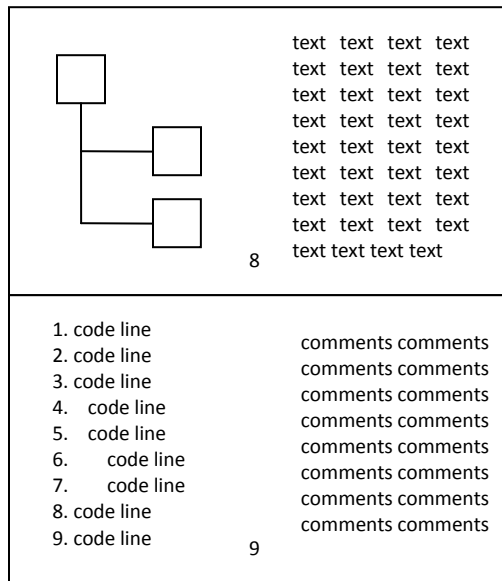 text text text text
text text text text
text text text text
text text text text
text text text text
text text text text
text text text text
text text text text
text text text text
8
1. code line
2. code line
3. code line
4. code line
5. code line
6. code line
7. code line
8. code line
9. code line
comments comments
comments comments
comments comments
comments comments
comments comments
comments comments
comments comments
comments comments
9